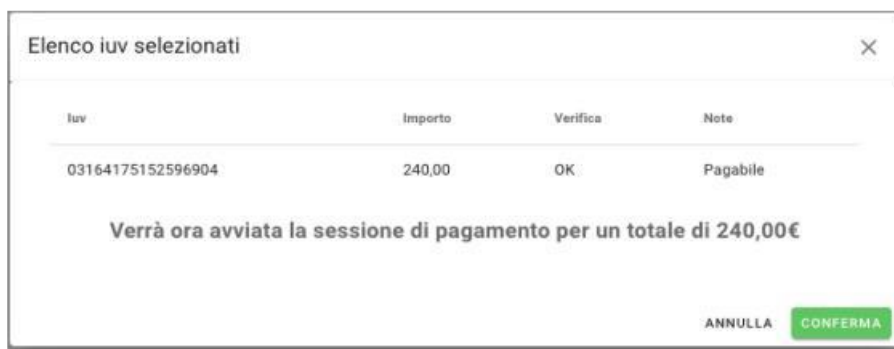 Elenco iuv selezionati
Iuv Importo Verifica Note
03164175152596904 240,00 OK Pagabile
Verrà ora avviata la sessione di pagamento per un totale di 240,00€
ANNULLA CONFERMA